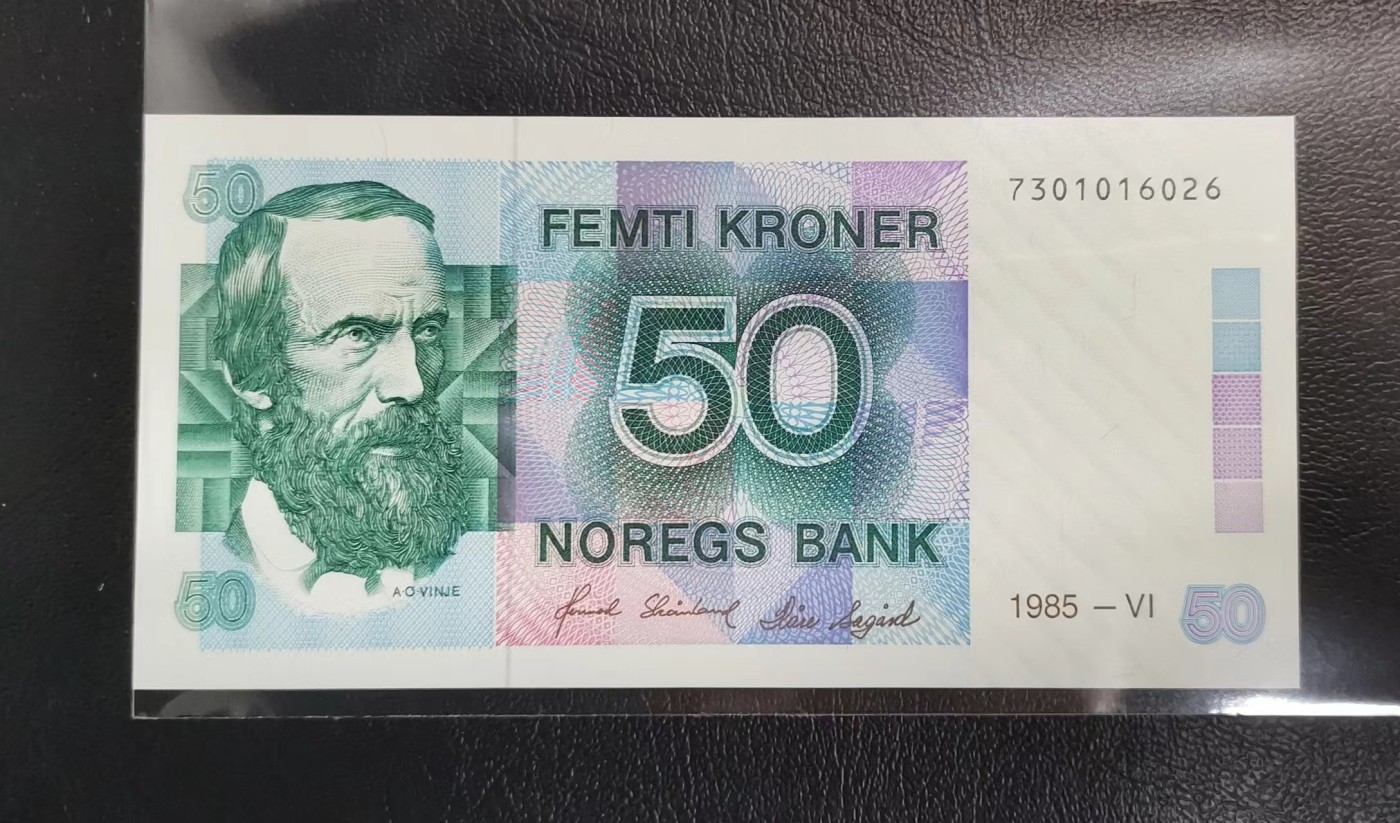 50
7301016026
FEMTI KRONER
50
NOREGS BANK
50
A·O·VINJE
1985 – VI
50